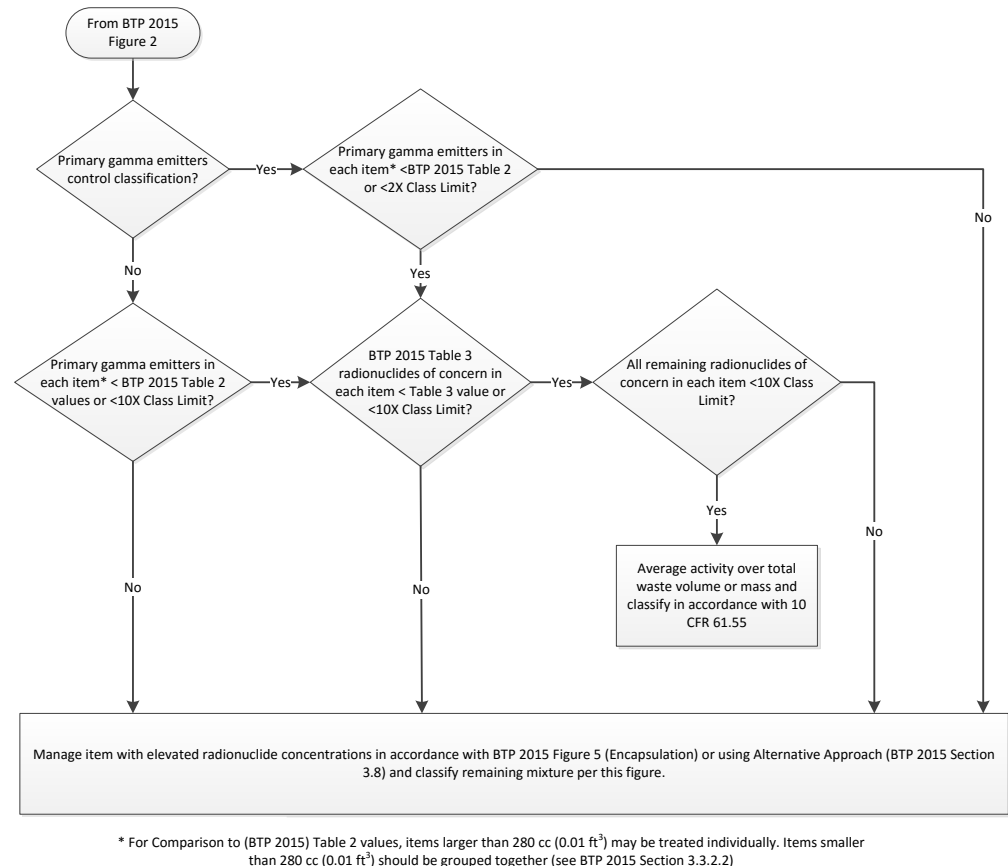 From BTP 2015
Figure 2
Primary gamma emitters
control classification?
Yes
Primary gamma emitters in
each item* <BTP 2015 Table 2
or <2X Class Limit?
No
No
Yes
Primary gamma emitters in
each item* < BTP 2015 Table 2
values or <10X Class Limit?
Yes
BTP 2015 Table 3
radionuclides of concern in
each item < Table 3 value or
<10X Class Limit?
Yes
All remaining radionuclides of
concern in each item <10X Class
Limit?
Yes
No
Average activity over total
waste volume or mass and
classify in accordance with 10
CFR 61.55
No
No
Manage item with elevated radionuclide concentrations in accordance with BTP 2015 Figure 5 (Encapsulation) or using Alternative Approach (BTP 2015 Section
3.8) and classify remaining mixture per this figure.
* For Comparison to (BTP 2015) Table 2 values, items larger than 280 cc (0.01 ft³) may be treated individually. Items smaller
than 280 cc (0.01 ft³) should be grouped together (see BTP 2015 Section 3.3.2.2)